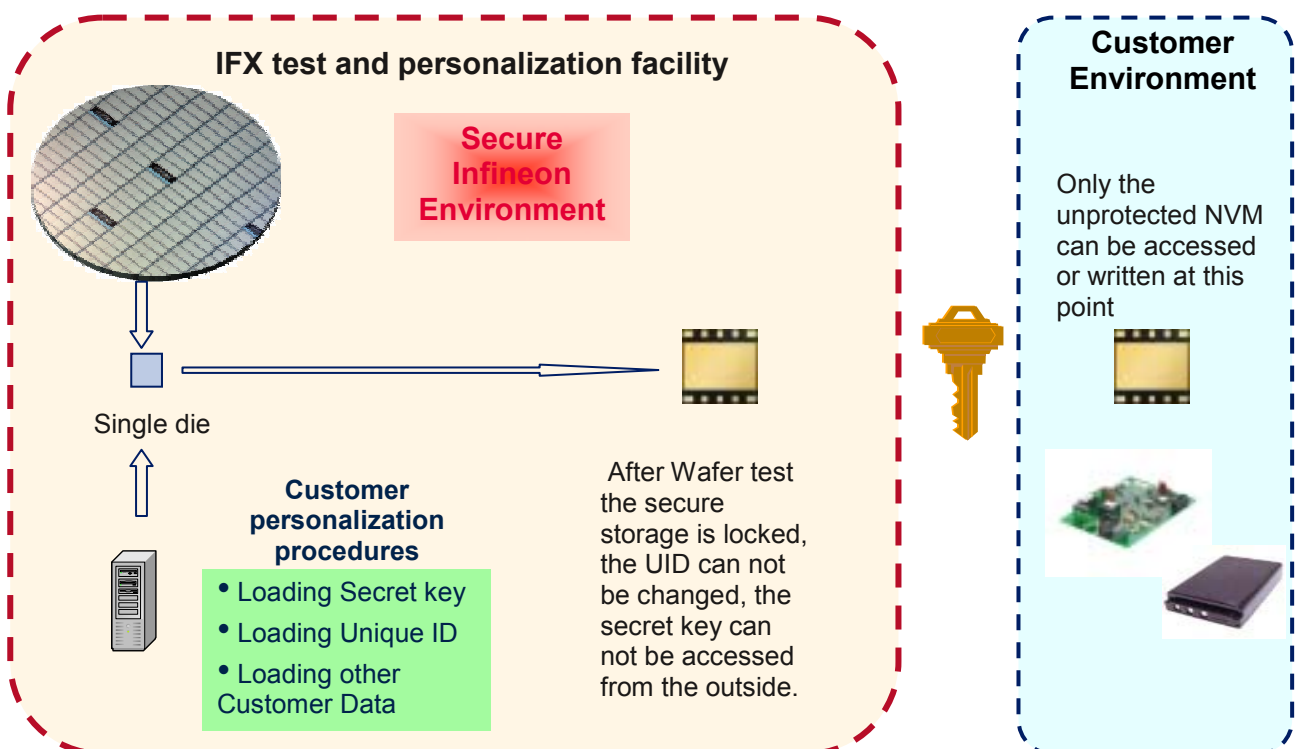 IFX test and personalization facility
Secure
Infineon
Environment
Single die
Customer
personalization
procedures
• Loading Secret key
• Loading Unique ID
• Loading other
Customer Data
After Wafer test
the secure
storage is locked,
the UID can not
be changed, the
secret key can
not be accessed
from the outside.
Customer
Environment
Only the
unprotected NVM
can be accessed
or written at this
point